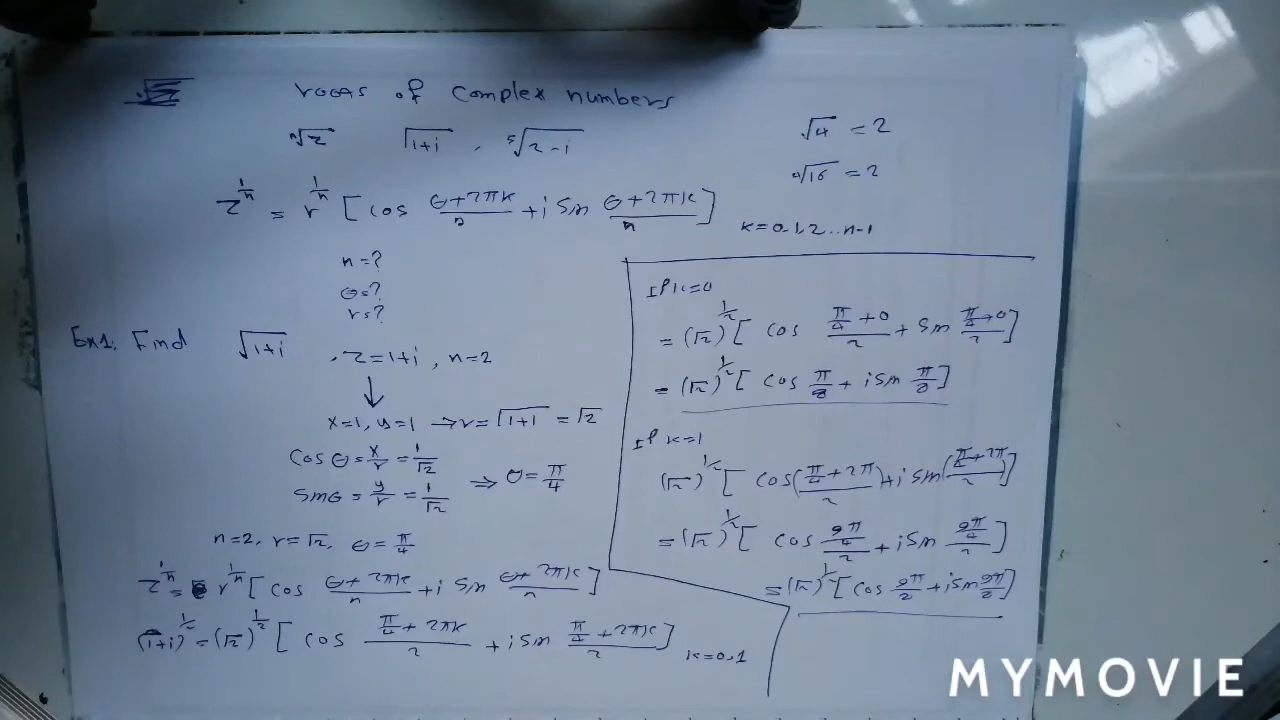 roots of complex numbers
ⁿ√z √1+i , ⁵√2-i
√4 = 2
⁴√16 = 2
z^(1/n) = r^(1/n) [cos (θ+2πk)/n + i sin (θ+2πk)/n]
k=0,1,2...n-1
n=?
θ=?
r=?
Ex1. Find √1+i . z=1+i, n=2
↓
x=1, y=1 → r=√1+1 = √2
cos θ = x/r = 1/√2
sin θ = y/r = 1/√2
⇒ θ = π/4
n=2, r=√2, θ = π/4
z^(1/n) = r^(1/n) [cos (θ+2πk)/n + i sin (θ+2πk)/n]
(1+i)^(1/2) = (√2)^(1/2) [cos (π/4+2πk)/2 + i sin (π/4+2πk)/2]
k=0,1
If k=0
= (√2)^(1/2) [cos (π/4+0)/2 + sin (π/4+0)/2]
= (√2)^(1/2) [cos π/8 + i sin π/8]
If k=1
(√2)^(1/2) [cos (π/4+2π)/2 + i sin (π/4+2π)/2]
= (√2)^(1/2) [cos (9π/4)/2 + i sin (9π/4)/2]
= (√2)^(1/2) [cos 9π/8 + i sin 9π/8]
MYMOVIE